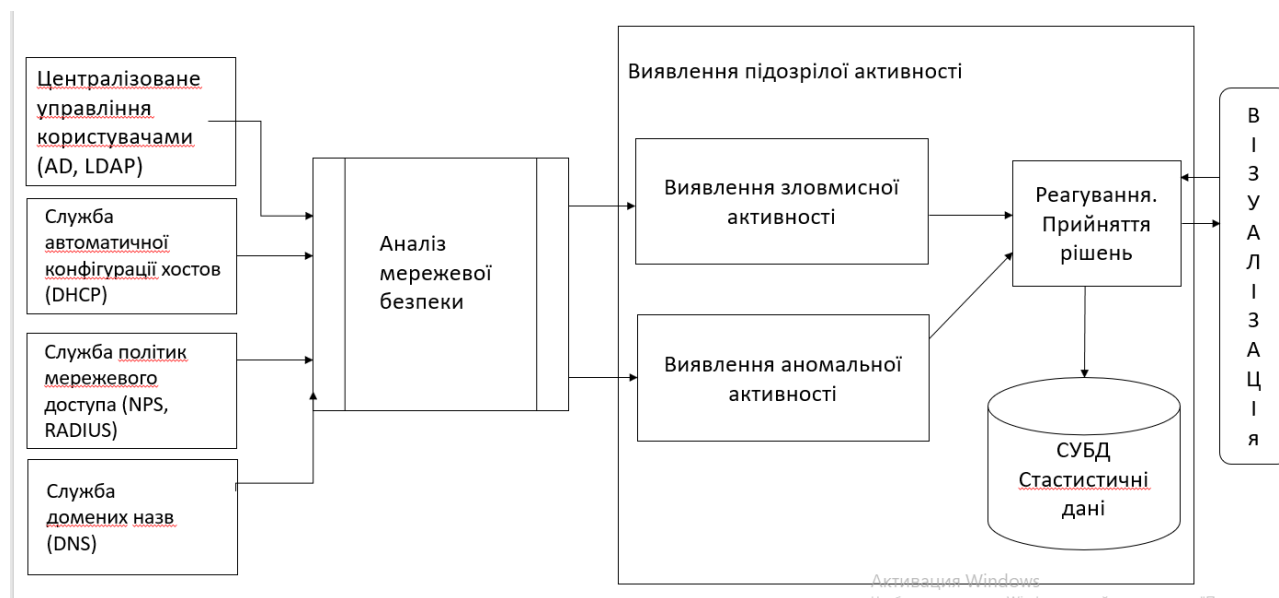 Централізоване
управління
користувачами
(AD, LDAP)
Служба
автоматичної
конфігурації хостов
(DHCP)
Служба політик
мережевого
доступа (NPS,
RADIUS)
Служба
домених назв
(DNS)
Аналіз
мережевої
безпеки
Виявлення підозрілої активності
Виявлення зловмисної
активності
Виявлення аномальної
активності
Реагування.
Прийняття
рішень
СУБД
Стастистичні
дані
В
І
З
У
А
Л
І
З
А
Ц
І
я
Активация Windows